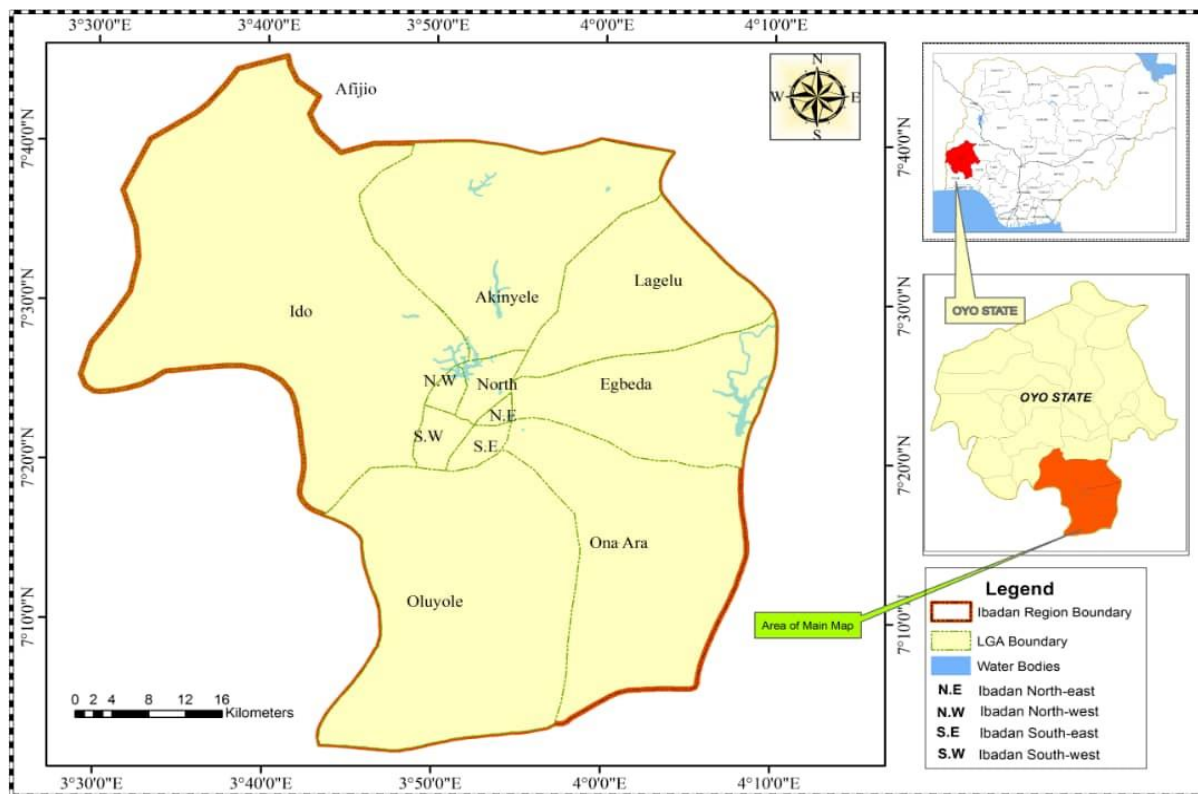 3°30'0"E 3°40'0"E 3°50'0"E 4°0'0"E 4°10'0"E
N
W E
S
Afijio
7°40'0"N 7°40'0"N
Lagelu
Akinyele
Ido
7°30'0"N 7°30'0"N
OYO STATE
N.W North Egbeda
N.E
S.W S.E
OYO STATE
7°20'0"N 7°20'0"N
Ona Ara
Oluyole
7°10'0"N 7°10'0"N
Area of Main Map
0 2 4 8 12 16
Kilometers
3°30'0"E 3°40'0"E 3°50'0"E 4°0'0"E 4°10'0"E
Legend
Ibadan Region Boundary
LGA Boundary
Water Bodies
N.E Ibadan North-east
N.W Ibadan North-west
S.E Ibadan South-east
S.W Ibadan South-west